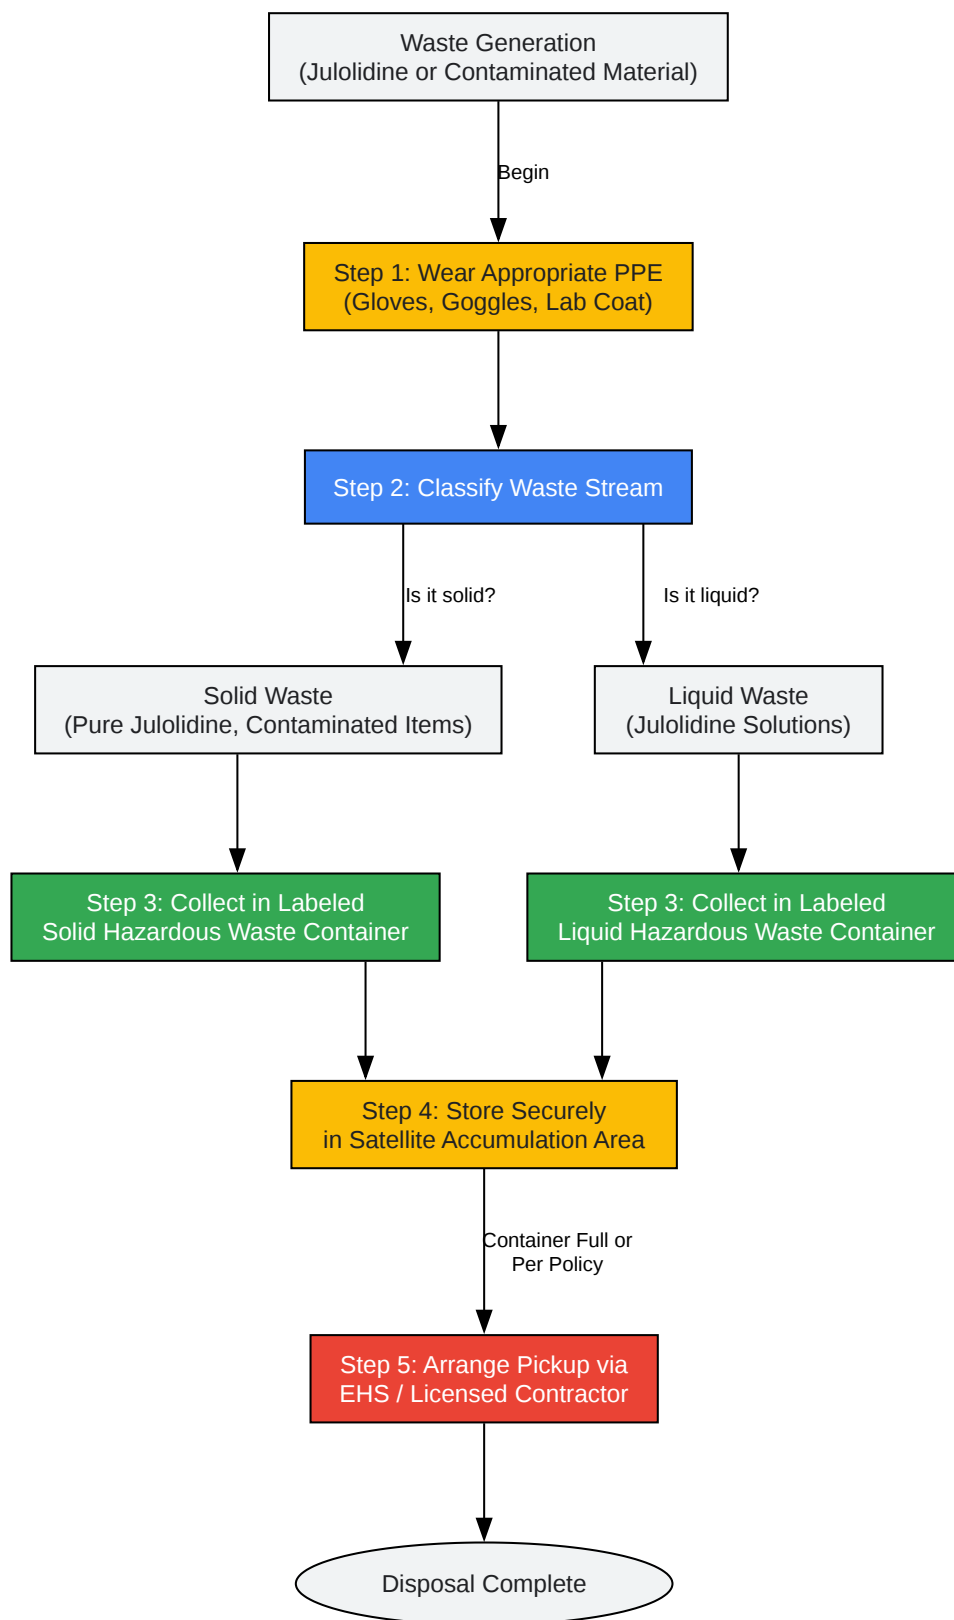 Waste Generation
(Julolidine or Contaminated Material)
Begin
Step 1: Wear Appropriate PPE
(Gloves, Goggles, Lab Coat)
Step 2: Classify Waste Stream
Is it solid?
Is it liquid?
Solid Waste
(Pure Julolidine, Contaminated Items)
Liquid Waste
(Julolidine Solutions)
Step 3: Collect in Labeled
Solid Hazardous Waste Container
Step 3: Collect in Labeled
Liquid Hazardous Waste Container
Step 4: Store Securely
in Satellite Accumulation Area
Container Full or
Per Policy
Step 5: Arrange Pickup via
EHS / Licensed Contractor
Disposal Complete